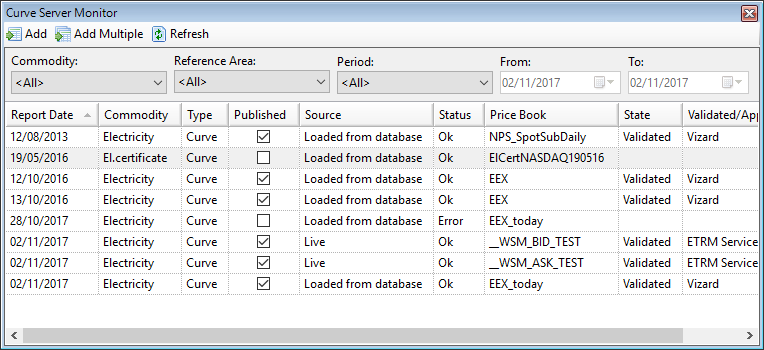 Curve Server Monitor
Add Add Multiple Refresh
Commodity: Reference Area: Period: From: To:
<All> <All> <All> 02/11/2017 02/11/2017
Report Date Commodity Type Published Source Status Price Book State Validated/App
12/08/2013 Electricity Curve Loaded from database Ok NPS_SpotSubDaily Validated Vizard
19/05/2016 El.certificate Curve Loaded from database Ok ElCertNASDAQ190516
12/10/2016 Electricity Curve Loaded from database Ok EEX Validated Vizard
13/10/2016 Electricity Curve Loaded from database Ok EEX Validated Vizard
28/10/2017 Electricity Curve Loaded from database Error EEX_today
02/11/2017 Electricity Curve Live Ok __WSM_BID_TEST Validated ETRM Service
02/11/2017 Electricity Curve Live Ok __WSM_ASK_TEST Validated ETRM Service
02/11/2017 Electricity Curve Loaded from database Ok EEX_today Validated Vizard